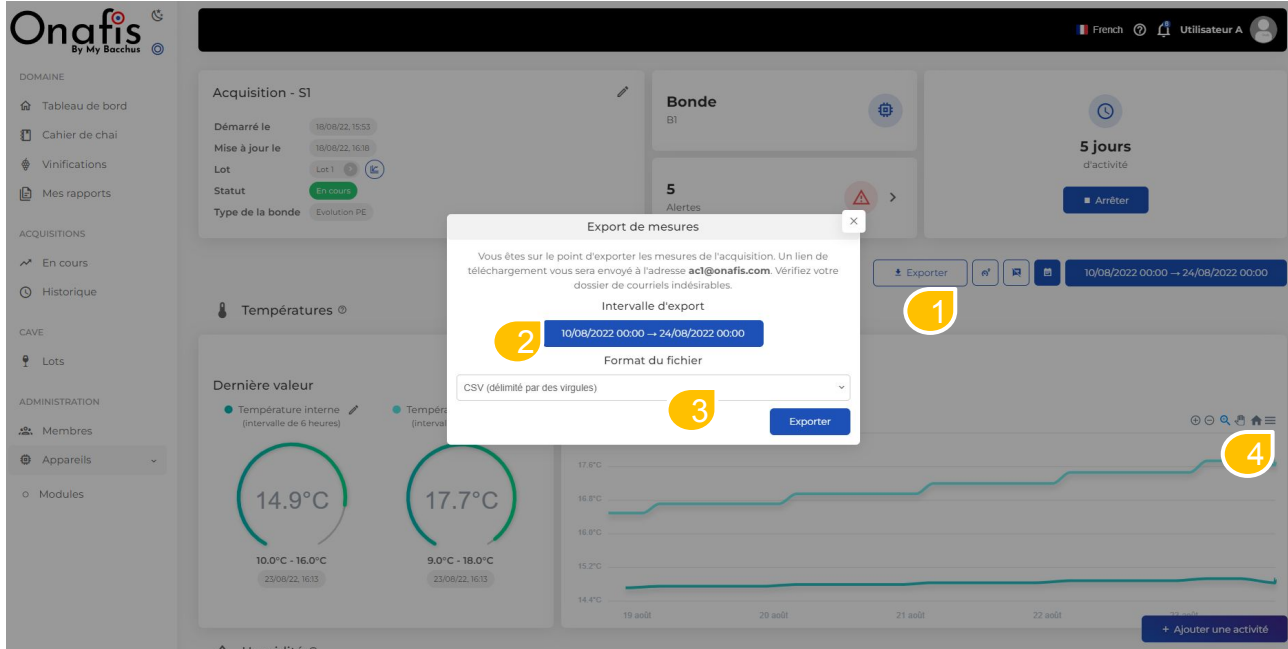 Onafis
By My Bacchus
French
Utilisateur A
DOMAINE
Tableau de bord
Cahier de chai
Vinifications
Mes rapports
ACQUISITIONS
En cours
Historique
CAVE
Lots
ADMINISTRATION
Membres
Appareils
Modules
Acquisition - S1
Démarré le 18/08/22, 15:53
Mise à jour le 18/08/22, 16:18
Lot Lot 1
Statut En cours
Type de la bonde Evolution PE
Bonde
B1
5
Alertes
5 jours
d'activité
Arrêter
Exporter
10/08/2022 00:00 → 24/08/2022 00:00
1
Export de mesures
Vous êtes sur le point d'exporter les mesures de l'acquisition. Un lien de
téléchargement vous sera envoyé à l'adresse ac1@onafis.com. Vérifiez votre
dossier de courriels indésirables.
Intervalle d'export
2
10/08/2022 00:00 → 24/08/2022 00:00
Format du fichier
CSV (délimité par des virgules)
3
Exporter
Températures
Dernière valeur
Température interne
(intervalle de 6 heures)
14.9°C
10.0°C - 16.0°C
23/08/22, 16:13
17.7°C
9.0°C - 18.0°C
23/08/22, 16:13
4
17.6°C
16.8°C
16.0°C
15.2°C
14.4°C
19 août
20 août
21 août
22 août
+ Ajouter une activité